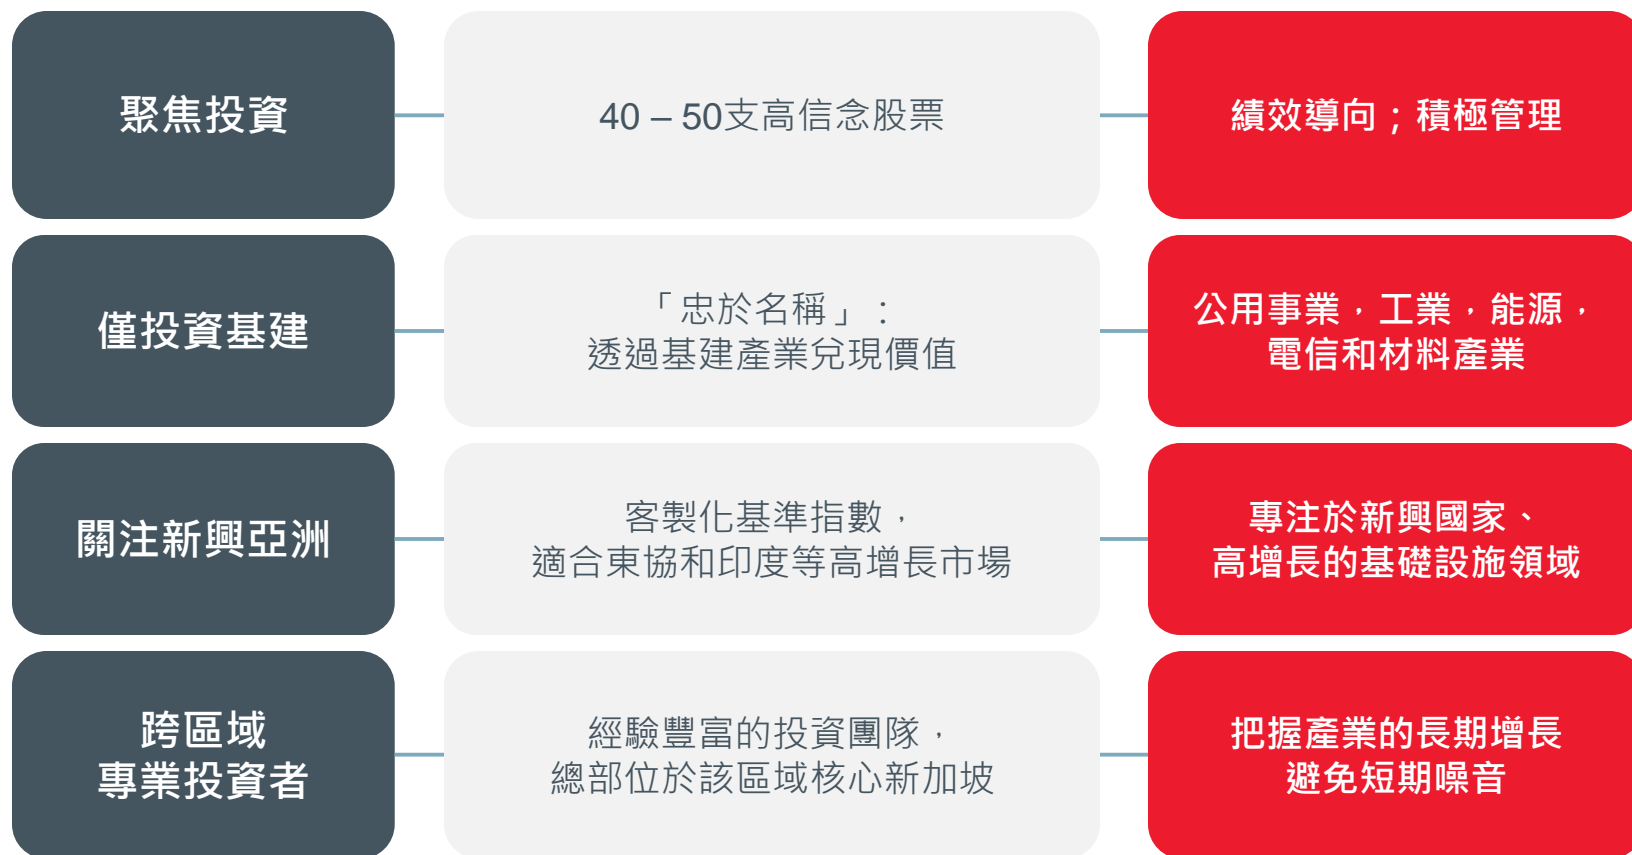 聚焦投資
40 – 50支高信念股票
績效導向；積極管理
僅投資基建
「忠於名稱」：
透過基建產業兌現價值
公用事業，工業，能源，
電信和材料產業
關注新興亞洲
客製化基準指數，
適合東協和印度等高增長市場
專注於新興國家、
高增長的基礎設施領域
跨區域
專業投資者
經驗豐富的投資團隊，
總部位於該區域核心新加坡
把握產業的長期增長
避免短期噪音